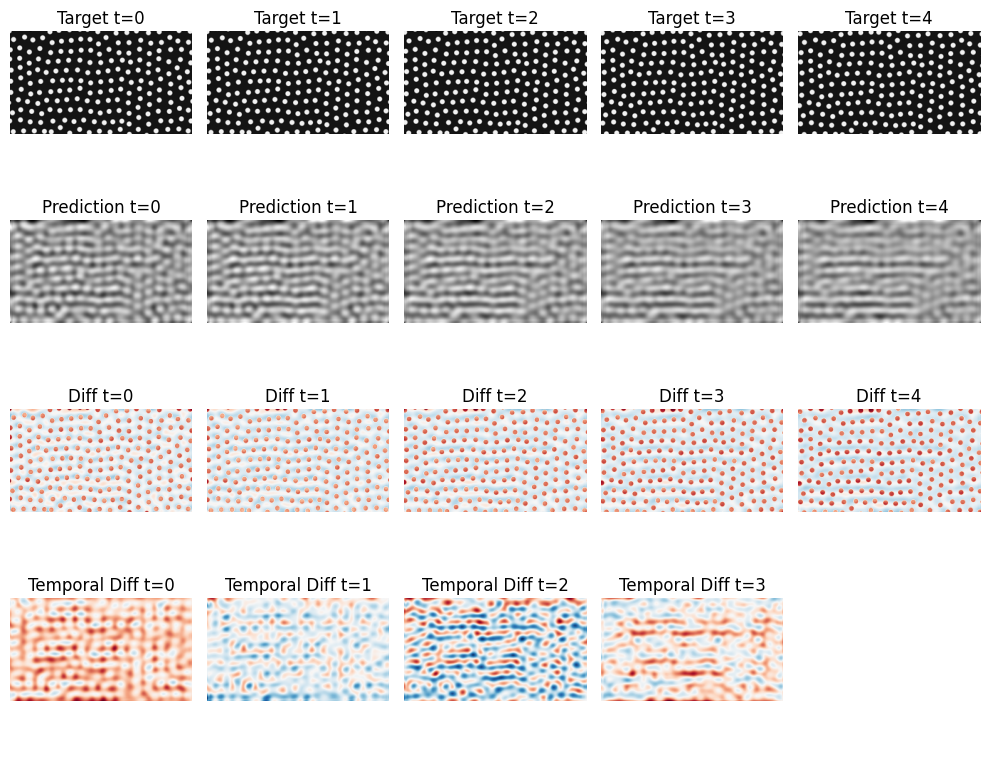 Target t=0 Target t=1 Target t=2 Target t=3 Target t=4
Prediction t=0 Prediction t=1 Prediction t=2 Prediction t=3 Prediction t=4
Diff t=0 Diff t=1 Diff t=2 Diff t=3 Diff t=4
Temporal Diff t=0 Temporal Diff t=1 Temporal Diff t=2 Temporal Diff t=3